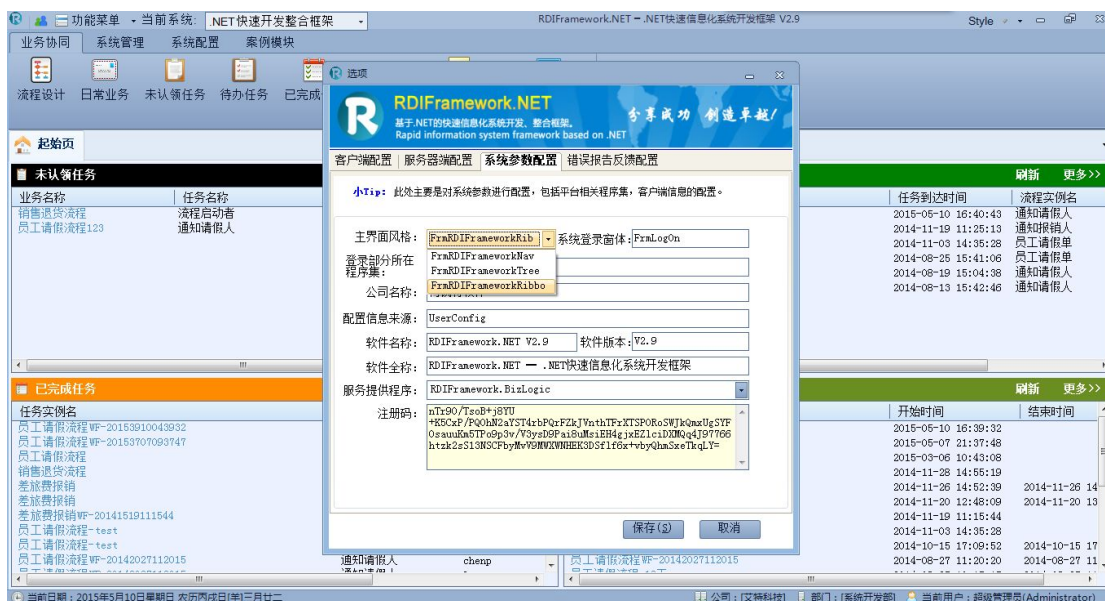 功能菜单 当前系统: .NET快速开发整合框架
RDIFramework.NET━.NET快速信息化系统开发框架 V2.9
Style
业务协同 系统管理 系统配置 案例模块
流程设计 日常业务 未认领任务 待办任务 已完成
起始页
未认领任务
刷新 更多>>
业务名称 任务名称
销售退货流程 流程启动者
员工请假流程123 通知请假人
任务到达时间 流程实例名
2015-05-10 16:40:43 通知请假人
2014-11-19 11:25:13 通知报销人
2014-11-03 14:35:28 员工请假单
2014-08-25 15:41:06 员工请假单
2014-08-19 15:04:38 通知请假人
2014-08-13 15:42:46 通知请假人
选项
RDIFramework.NET
基于.NET的快速信息化系统开发、整合框架。
Rapid information system framework based on .NET
分享成功 创造卓越!
客户端配置 服务器端配置 系统参数配置 错误报告反馈配置
小Tip: 此处主要是对系统参数进行配置,包括平台相关程序集,客户端信息的配置。
主界面风格: FrmRDIFrameworkRib 系统登录窗体: FrmLogOn
FrmRDIFrameworkNav
FrmRDIFrameworkTree
FrmRDIFrameworkRibbo
登录部分所在
程序集:
公司名称:
配置信息来源: UserConfig
软件名称: RDIFramework.NET V2.9 软件版本: V2.9
软件全称: RDIFramework.NET ━ .NET快速信息化系统开发框架
服务提供程序: RDIFramework.BizLogic
注册码:
保存(S) 取消
已完成任务
刷新 更多>>
任务实例名
员工请假流程WF-20153910043932
员工请假流程WF-20153707093747
员工请假流程
销售退货流程
差旅费报销
差旅费报销
差旅费报销WF-20141519111544
员工请假流程-test
员工请假流程-test
员工请假流程WF-20142027112015 通知请假人 chenp
员工请假流程WF-20142027112015
开始时间 结束时间
2015-05-10 16:39:32
2015-05-07 21:37:48
2015-03-06 10:43:08
2014-11-28 14:55:19
2014-11-26 14:52:39 2014-11-26 14
2014-11-20 12:48:09 2014-11-20 13
2014-11-19 11:15:44
2014-11-03 14:35:28
2014-10-15 17:09:52 2014-10-15 17
2014-08-27 11:20:20 2014-08-27 11
当前日期:2015年5月10日星期日 农历丙戌日[羊]三月廿二
公司:[艾特科技] 部门:[系统开发部] 当前用户:超级管理员(Administrator)